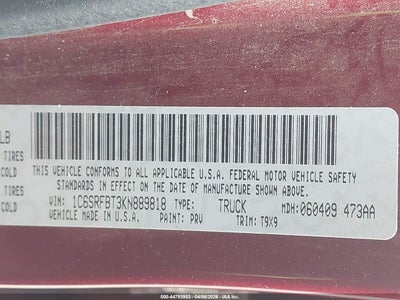 LB
TIRES
COLD
TIRES
COLD
THIS VEHICLE CONFORMS TO ALL APPLICABLE U.S.A. FEDERAL MOTOR VEHICLE SAFETY
STANDARDS IN EFFECT ON THE DATE OF MANUFACTURE SHOWN ABOVE.
VIN: 1C6SRFBT3KN889818 TYPE: TRUCK MDH: 060409 473AA
VEHICLE MADE IN U.S.A. PAINT: PRV TRIM: T9X9
000-44793953 - 04/06/2026 - iaai.com